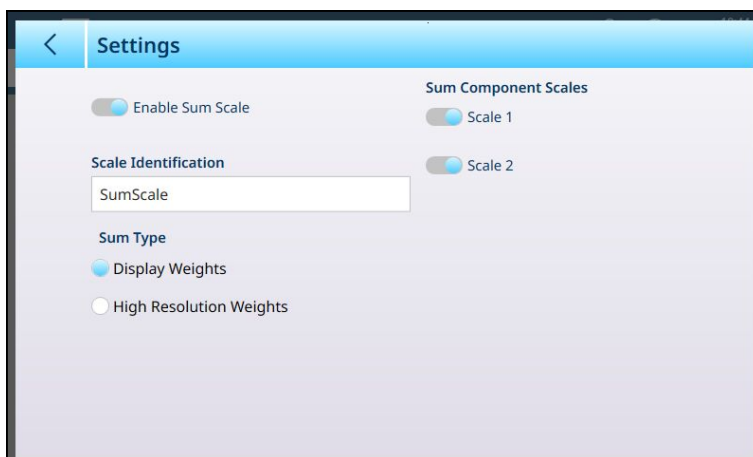 Settings
Enable Sum Scale
Scale Identification
SumScale
Sum Type
Display Weights
High Resolution Weights
Sum Component Scales
Scale 1
Scale 2